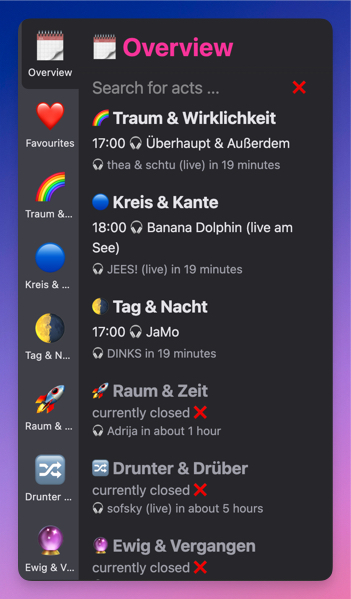 Overview
Favourites
Traum &...
Kreis & ...
Tag & N...
Raum & ...
Drunter ...
Ewig & V...
Overview
Search for acts ...
Traum & Wirklichkeit
17:00 Überhaupt & Außerdem
thea & schtu (live) in 19 minutes
Kreis & Kante
18:00 Banana Dolphin (live am
See)
JEES! (live) in 19 minutes
Tag & Nacht
17:00 JaMo
DINKS in 19 minutes
Raum & Zeit
currently closed
Adrija in about 1 hour
Drunter & Drüber
currently closed
sofsky (live) in about 5 hours
Ewig & Vergangen
currently closed